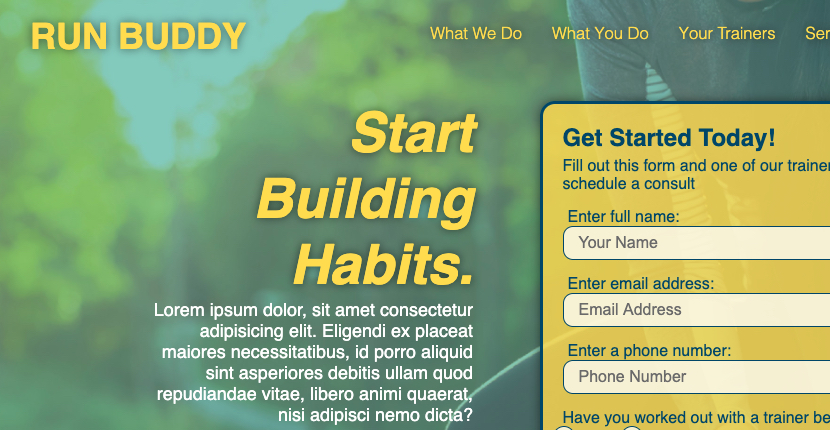 RUN BUDDY
What We Do
What You Do
Your Trainers
Ser
Start
Building
Habits.
Lorem ipsum dolor, sit amet consectetur
adipisicing elit. Eligendi ex placeat
maiores necessitatibus, id porro aliquid
sint asperiores debitis ullam quod
repudiandae vitae, libero animi quaerat,
nisi adipisci nemo dicta?
Get Started Today!
Fill out this form and one of our trainer
schedule a consult
Enter full name:
Your Name
Enter email address:
Email Address
Enter a phone number:
Phone Number
Have you worked out with a trainer be